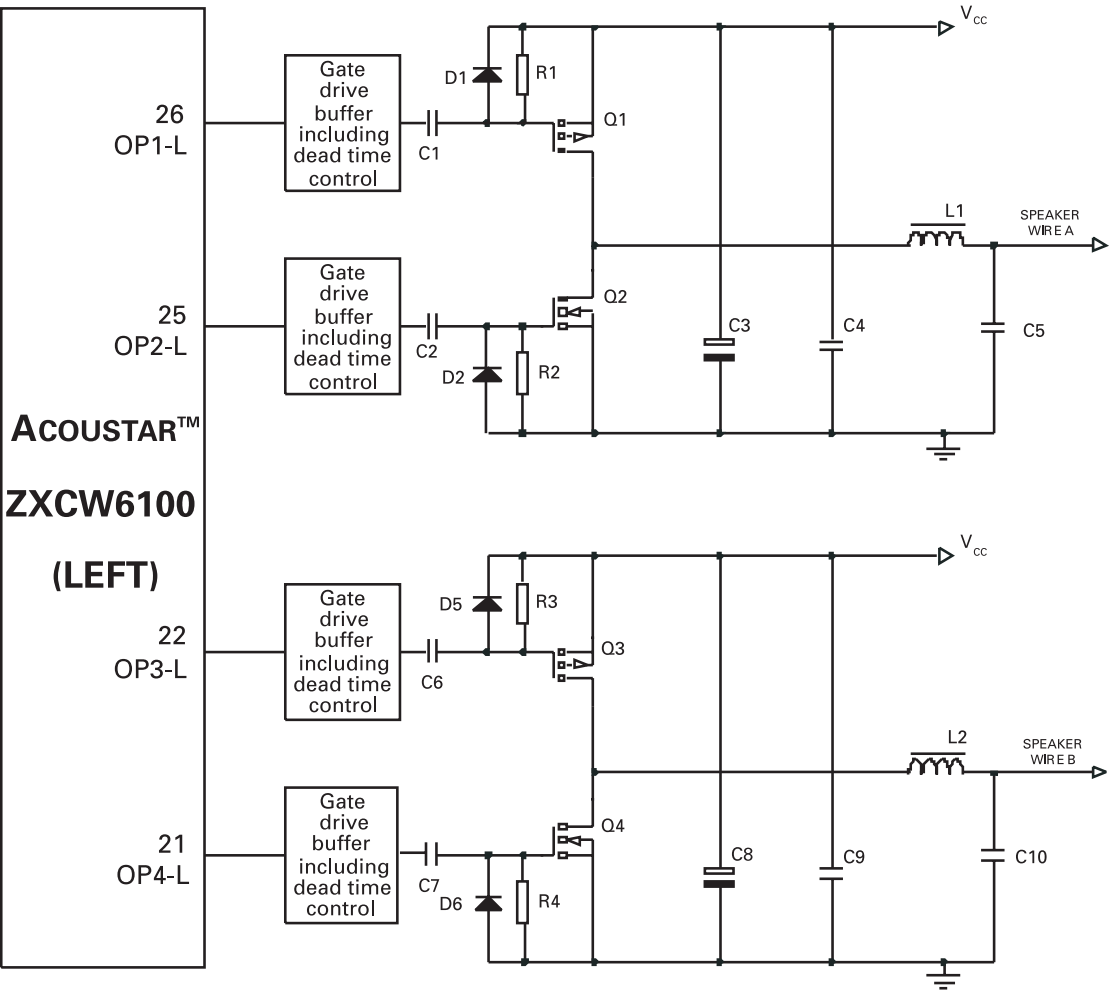 V CC
Gate
drive
buffer
including
dead time
control
D1
R1
26
OP1-L
C1
Q1
L1
SPEAKER
WIRE A
Gate
drive
buffer
including
dead time
control
25
OP2-L
C2
Q2
D2
R2
C3
C4
C5
ACOUSTAR™
ZXCW6100
(LEFT)
V CC
Gate
drive
buffer
including
dead time
control
D5
R3
22
OP3-L
C6
Q3
L2
SPEAKER
WIRE B
Gate
drive
buffer
including
dead time
control
21
OP4-L
C7
Q4
D6
R4
C8
C9
C10